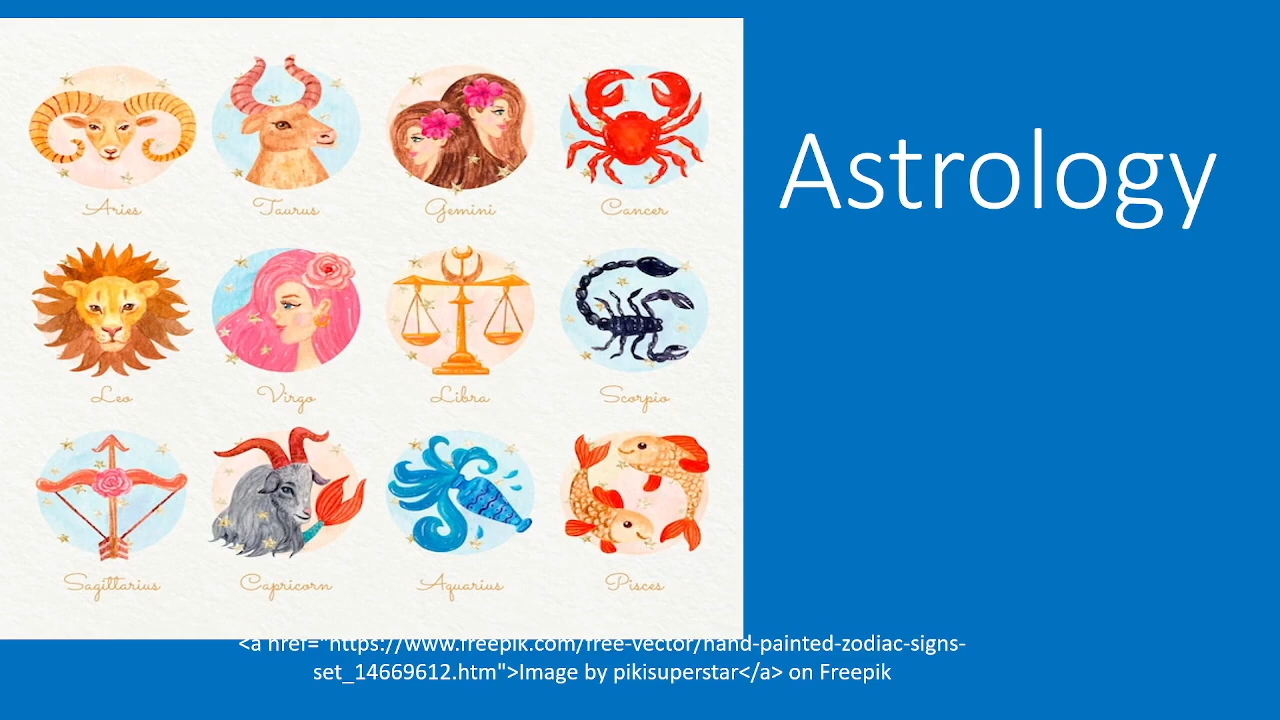 Astrology
Aries Taurus Gemini Cancer
Leo Virgo Libra Scorpio
Sagittarius Capricorn Aquarius Pisces
<a href="https://www.freepik.com/free-vector/hand-painted-zodiac-signs-
set_14669612.htm">Image by pikisuperstar</a> on Freepik